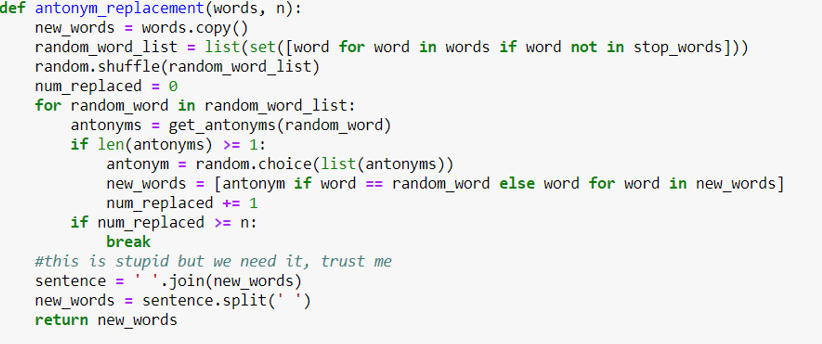 def antonym_replacement(words, n):
    new_words = words.copy()
    random_word_list = list(set([word for word in words if word not in stop_words]))
    random.shuffle(random_word_list)
    num_replaced = 0
    for random_word in random_word_list:
        antonyms = get_antonyms(random_word)
        if len(antonyms) >= 1:
            antonym = random.choice(list(antonyms))
            new_words = [antonym if word == random_word else word for word in new_words]
            num_replaced += 1
        if num_replaced >= n:
            break
    #this is stupid but we need it, trust me
    sentence = ' '.join(new_words)
    new_words = sentence.split(' ')
    return new_words